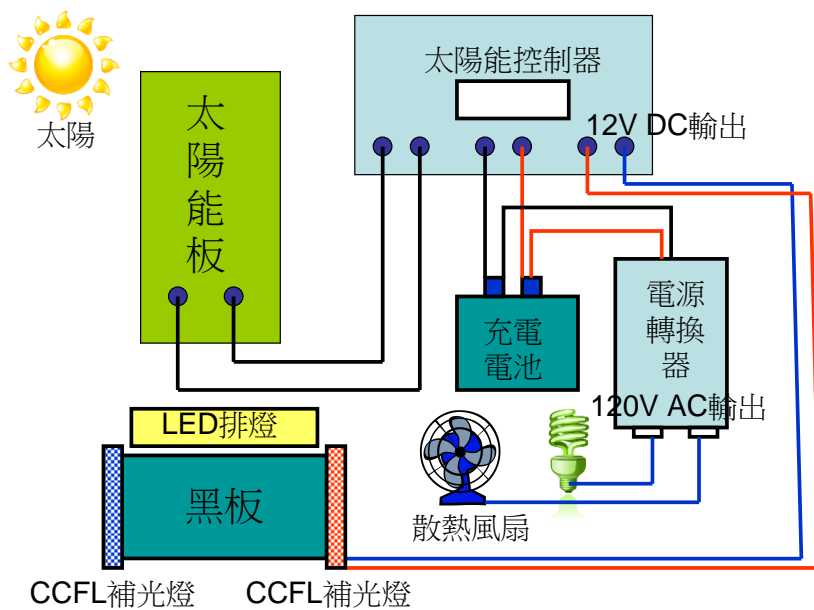 太陽
太陽能板
太陽能控制器
12V DC輸出
充電
電池
電源
轉換
器
120V AC輸出
LED排燈
黑板
散熱風扇
CCFL補光燈
CCFL補光燈